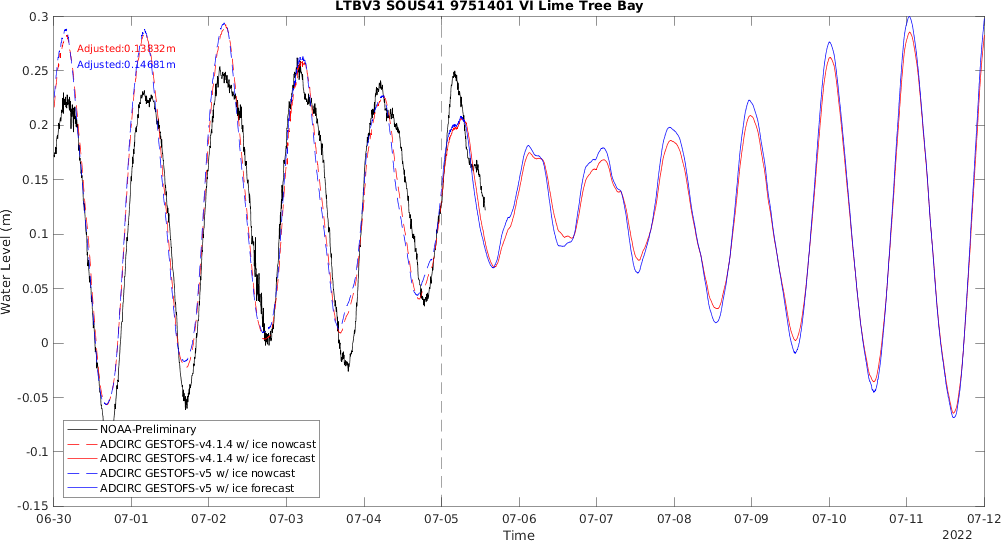 LTBV3 SOUS41 9751401 VI Lime Tree Bay
0.3
0.25
0.2
0.15
0.1
0.05
0
-0.05
-0.1
-0.15
Water Level (m)
Adjusted:0.13832m
Adjusted:0.14681m
NOAA-Preliminary
ADCIRC GESTOFS-v4.1.4 w/ ice nowcast
ADCIRC GESTOFS-v4.1.4 w/ ice forecast
ADCIRC GESTOFS-v5 w/ ice nowcast
ADCIRC GESTOFS-v5 w/ ice forecast
06-30 07-01 07-02 07-03 07-04 07-05 07-06 07-07 07-08 07-09 07-10 07-11 07-12
Time
2022